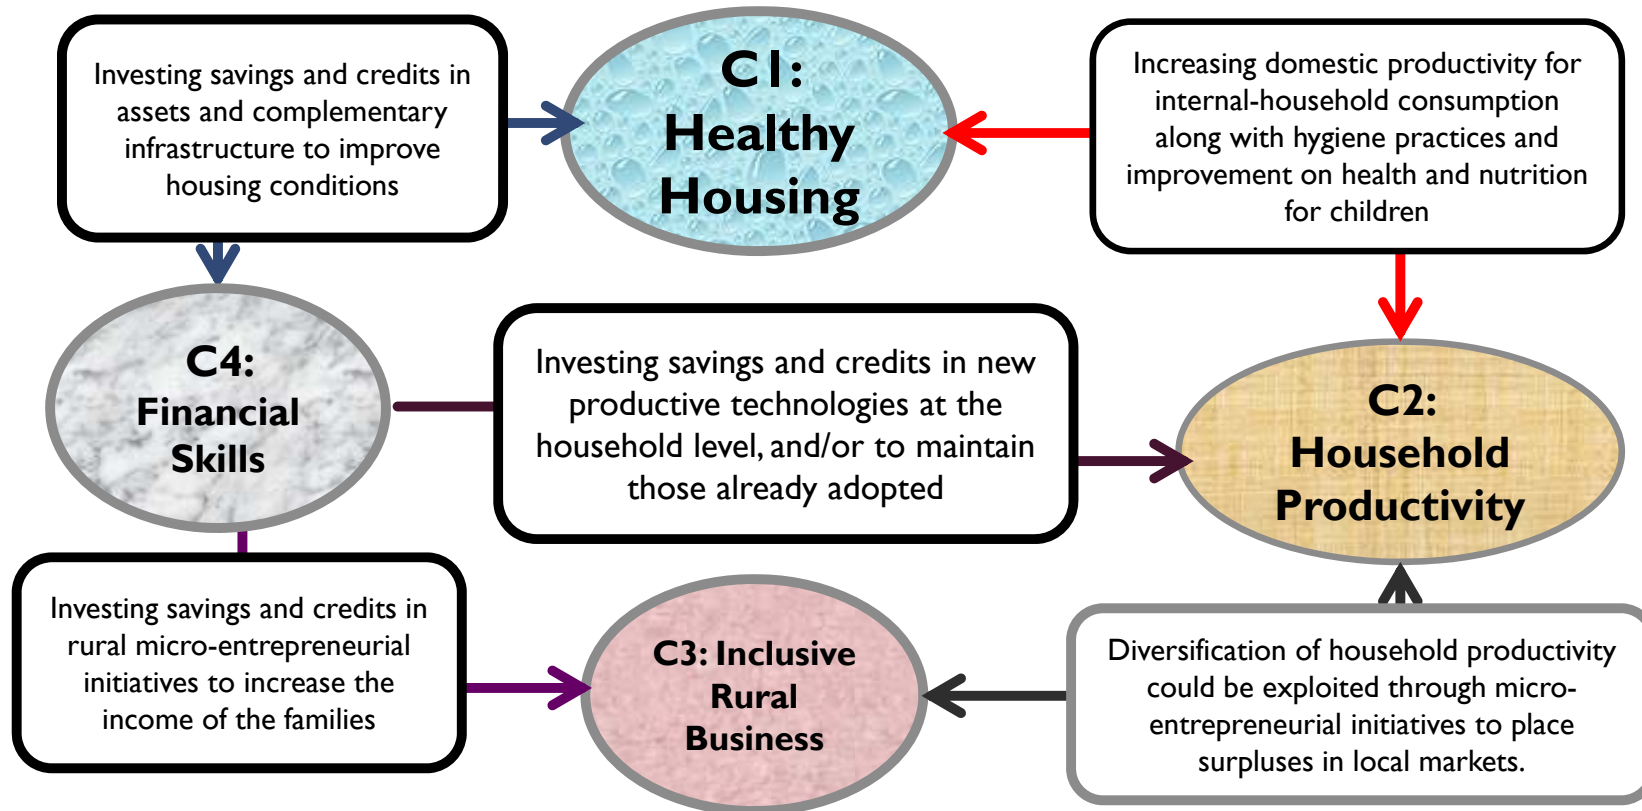 Investing savings and credits in
assets and complementary
infrastructure to improve
housing conditions
C1:
Healthy
Housing
Increasing domestic productivity for
internal-household consumption
along with hygiene practices and
improvement on health and nutrition
for children
C4:
Financial
Skills
Investing savings and credits in new
productive technologies at the
household level, and/or to maintain
those already adopted
C2:
Household
Productivity
Investing savings and credits in
rural micro-entrepreneurial
initiatives to increase the
income of the families
C3: Inclusive
Rural
Business
Diversification of household productivity
could be exploited through micro-
entrepreneurial initiatives to place
surpluses in local markets.